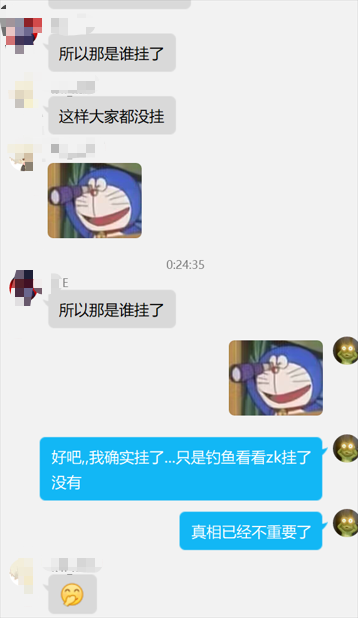 所以那是谁挂了
这样大家都没挂
0:24:35
E
所以那是谁挂了
好吧,,我确实挂了...只是钓鱼看看zk挂了
没有
真相已经不重要了